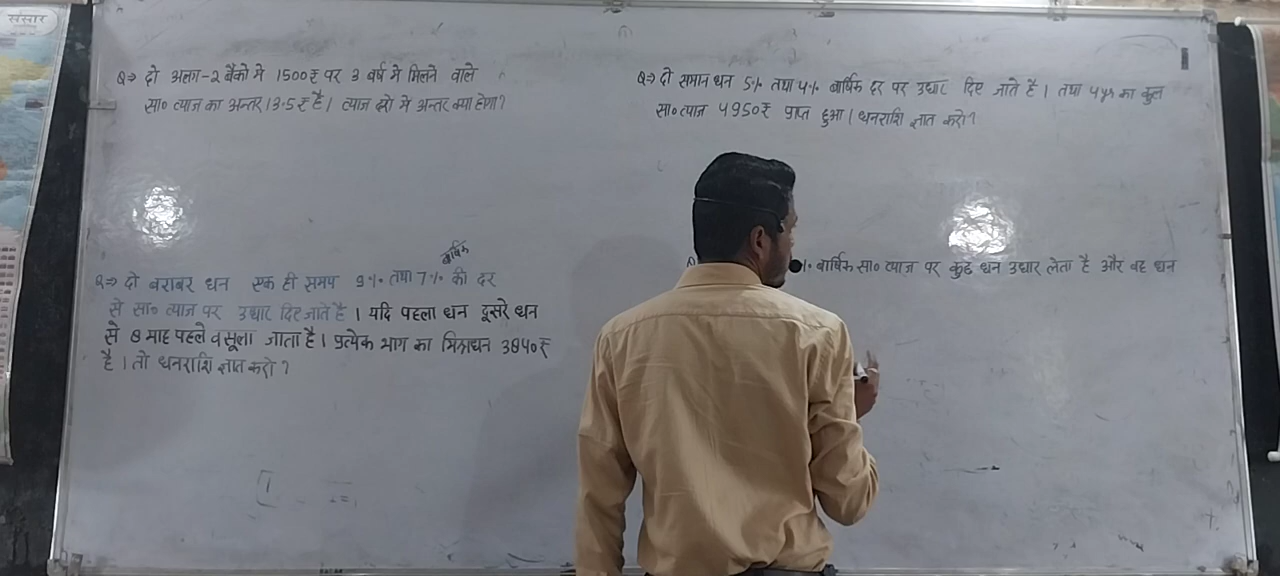 संसार
Q⇒ दो अलग-2 बैंको मे 1500₹ पर 3 वर्ष मे मिलने वाले
सा० ब्याज का अन्तर 13.5₹ है। ब्याज दरो मे अन्तर क्या होगा?
Q⇒ दो समान धन 5% तथा 4% वार्षिक दर पर उधार दिए जाते है। तथा 4 yrs का कुल
सा० ब्याज 4950₹ प्राप्त हुआ। धनराशि ज्ञात करो?
वार्षिक
Q⇒ दो बराबर धन एक ही समय 9% तथा 7% की दर
से सा० ब्याज पर उधार दिए जाते है। यदि पहला धन दूसरे धन
से 8 माह पहले वसूला जाता है। प्रत्येक भाग का मिश्रधन 3840₹
है। तो धनराशि ज्ञात करो?
% वार्षिक सा० ब्याज पर कुछ धन उधार लेता है और वह धन